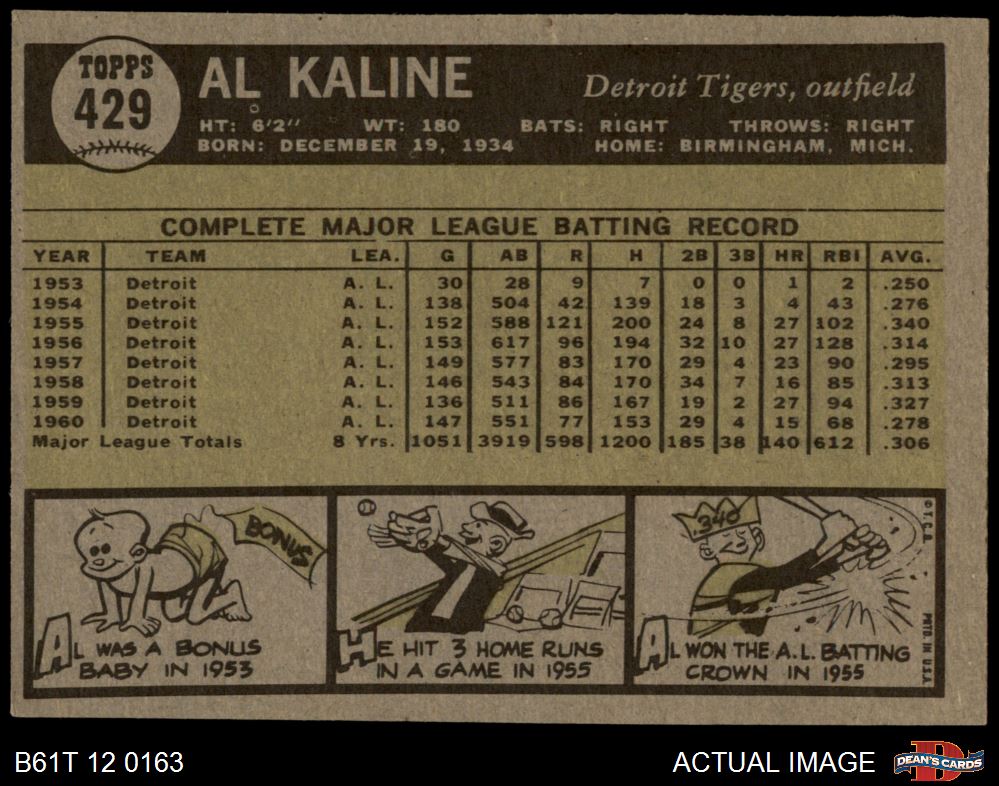 TOPPS
429
AL KALINE
Detroit Tigers, outfield
HT: 6'2" WT: 180 BATS: RIGHT THROWS: RIGHT
BORN: DECEMBER 19, 1934 HOME: BIRMINGHAM, MICH.
COMPLETE MAJOR LEAGUE BATTING RECORD
YEAR TEAM LEA. G AB R H 2B 3B HR RBI AVG.
1953 Detroit A. L. 30 28 9 7 0 0 1 2 .250
1954 Detroit A. L. 138 504 42 139 18 3 4 43 .276
1955 Detroit A. L. 152 588 121 200 24 8 27 102 .340
1956 Detroit A. L. 153 617 96 194 32 10 27 128 .314
1957 Detroit A. L. 149 577 83 170 29 4 23 90 .295
1958 Detroit A. L. 146 543 84 170 34 7 16 85 .313
1959 Detroit A. L. 136 511 86 167 19 2 27 94 .327
1960 Detroit A. L. 147 551 77 153 29 4 15 68 .278
Major League Totals 8 Yrs. 1051 3919 598 1200 185 38 140 612 .306
BONUS
AL WAS A BONUS
BABY IN 1953
HE HIT 3 HOME RUNS
IN A GAME IN 1955
340
AL WON THE A.L. BATTING
CROWN IN 1955
© T.C.G. PRTD. IN U.S.A.
B61T 12 0163
ACTUAL IMAGE
DEAN'S CARDS